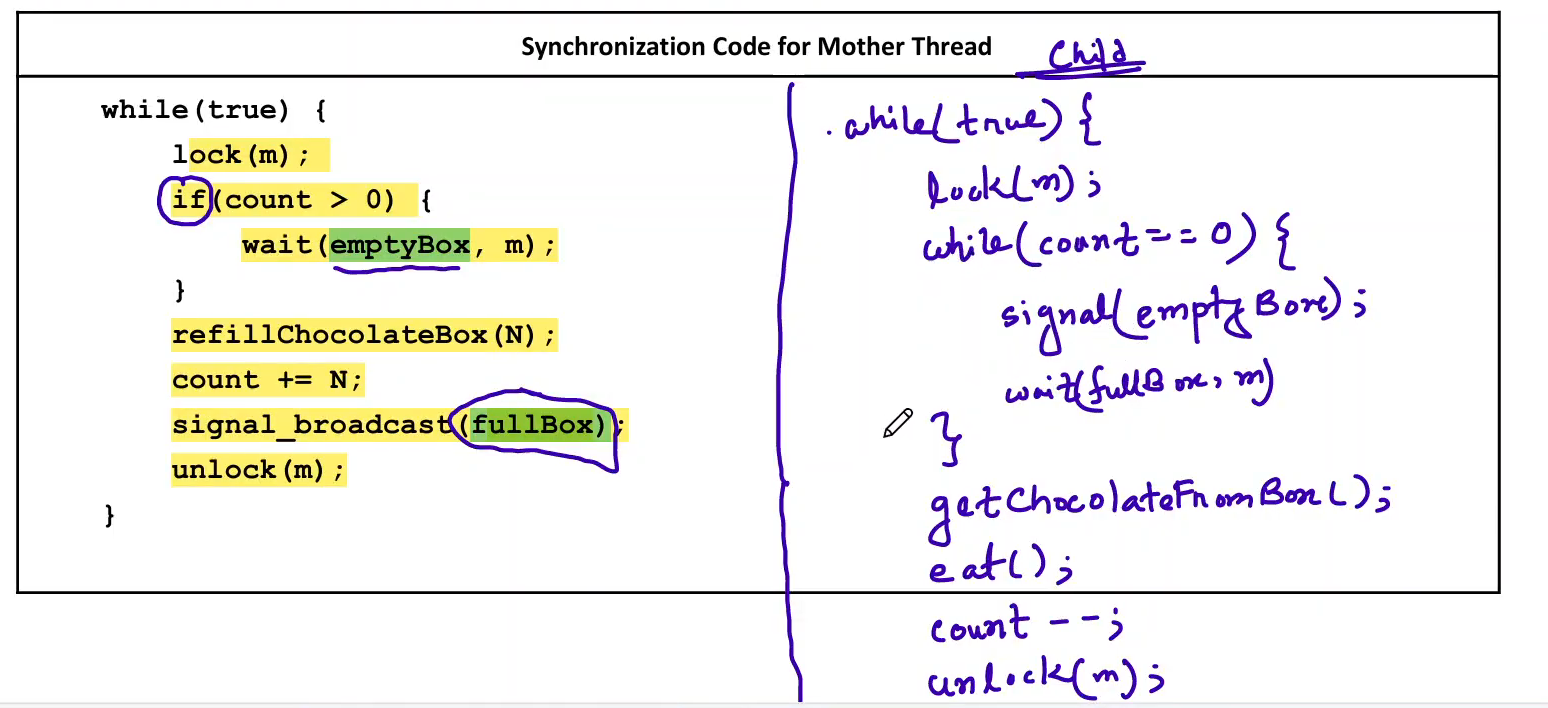 Synchronization Code for Mother Thread
Child
while(true) {
lock(m);
if(count > 0) {
wait(emptyBox, m);
}
refillChocolateBox(N);
count += N;
signal_broadcast(fullBox);
unlock(m);
}
while(true) {
lock(m);
while(count == 0) {
signal(emptyBox);
wait(fullBox, m)
}
getChocolateFromBox();
eat();
count --;
unlock(m);